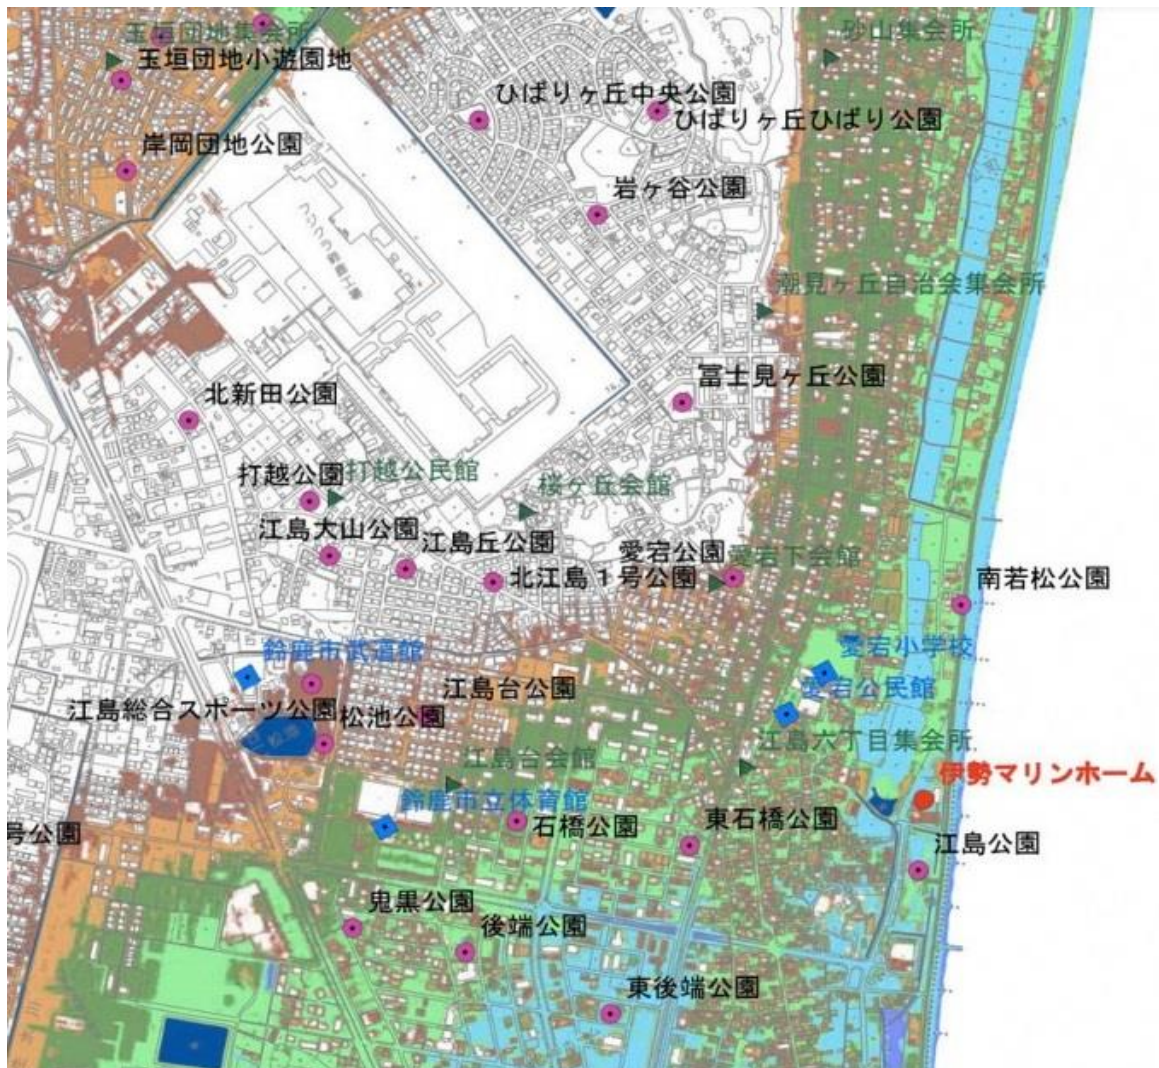 玉垣団地集会所
砂山集会所
玉垣団地小遊園地
ひばりヶ丘中央公園
ひばりヶ丘ひばり公園
岸岡団地公園
岩ヶ谷公園
潮見ヶ丘自治会集会所
冨士見ヶ丘公園
北新田公園
打越公園
打越公民館
桜ヶ丘会館
江島大山公園
江島丘公園
愛宕公園
愛宕下会館
北江島1号公園
南若松公園
鈴鹿市武道館
愛宕小学校
江島台公園
愛宕公民館
江島総合スポーツ公園
松池公園
江島六丁目集会所
江島台会館
伊勢マリンホーム
鈴鹿市立体育館
石橋公園
東石橋公園
号公園
江島公園
鬼黒公園
後端公園
東後端公園